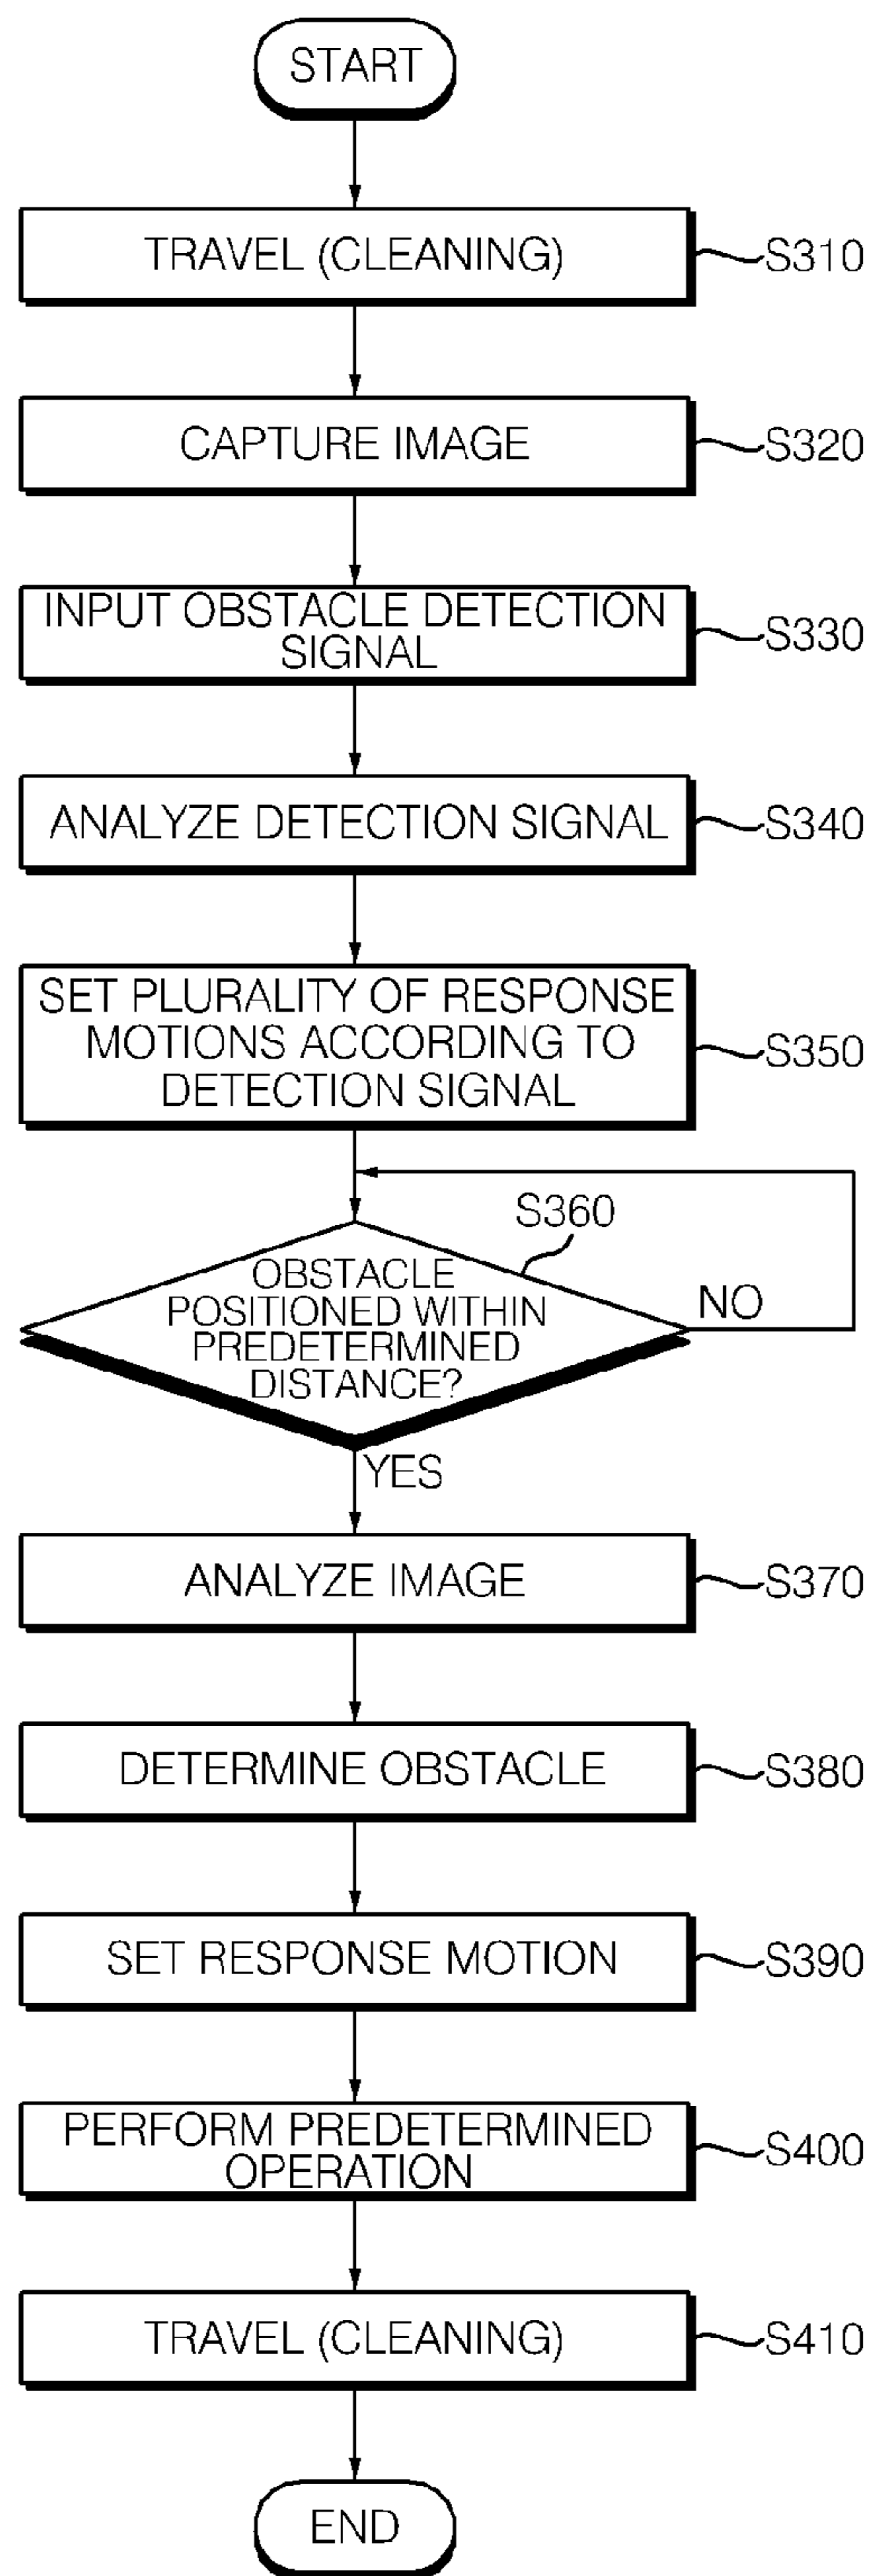 START
TRAVEL (CLEANING)
S310
CAPTURE IMAGE
S320
INPUT OBSTACLE DETECTION
SIGNAL
S330
ANALYZE DETECTION SIGNAL
S340
SET PLURALITY OF RESPONSE
MOTIONS ACCORDING TO
DETECTION SIGNAL
S350
S360
OBSTACLE
POSITIONED WITHIN
PREDETERMINED
DISTANCE?
NO
YES
ANALYZE IMAGE
S370
DETERMINE OBSTACLE
S380
SET RESPONSE MOTION
S390
PERFORM PREDETERMINED
OPERATION
S400
TRAVEL (CLEANING)
S410
END